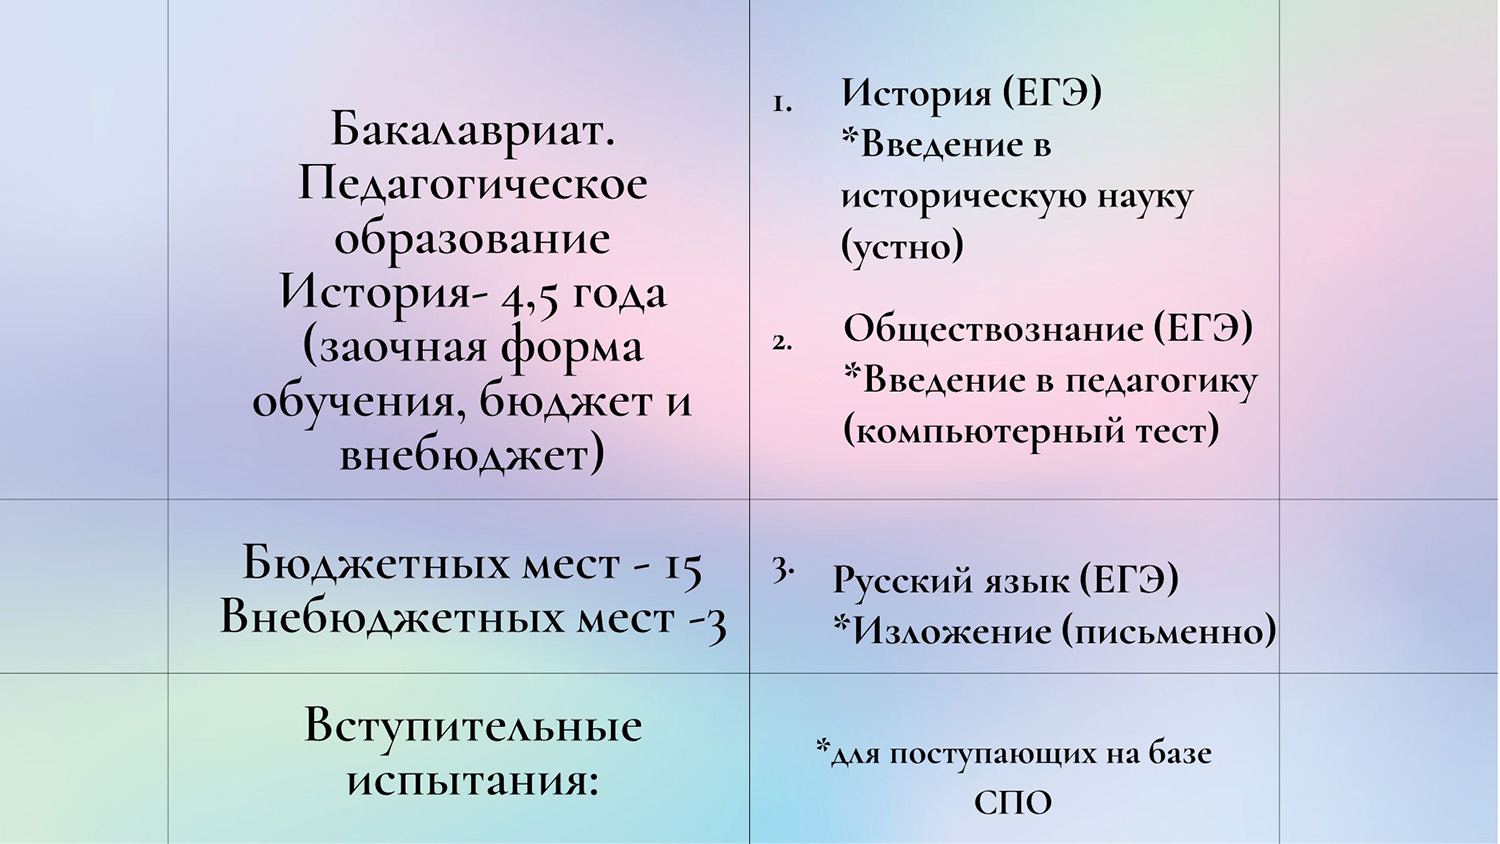 Бакалавриат.
Педагогическое
образование
История- 4,5 года
(заочная форма
обучения, бюджет и
внебюджет)
Бюджетных мест - 15
Внебюджетных мест -3
Вступительные
испытания:
1. История (ЕГЭ)
*Введение в
историческую науку
(устно)
2. Обществознание (ЕГЭ)
*Введение в педагогику
(компьютерный тест)
3. Русский язык (ЕГЭ)
*Изложение (письменно)
*для поступающих на базе
СПО